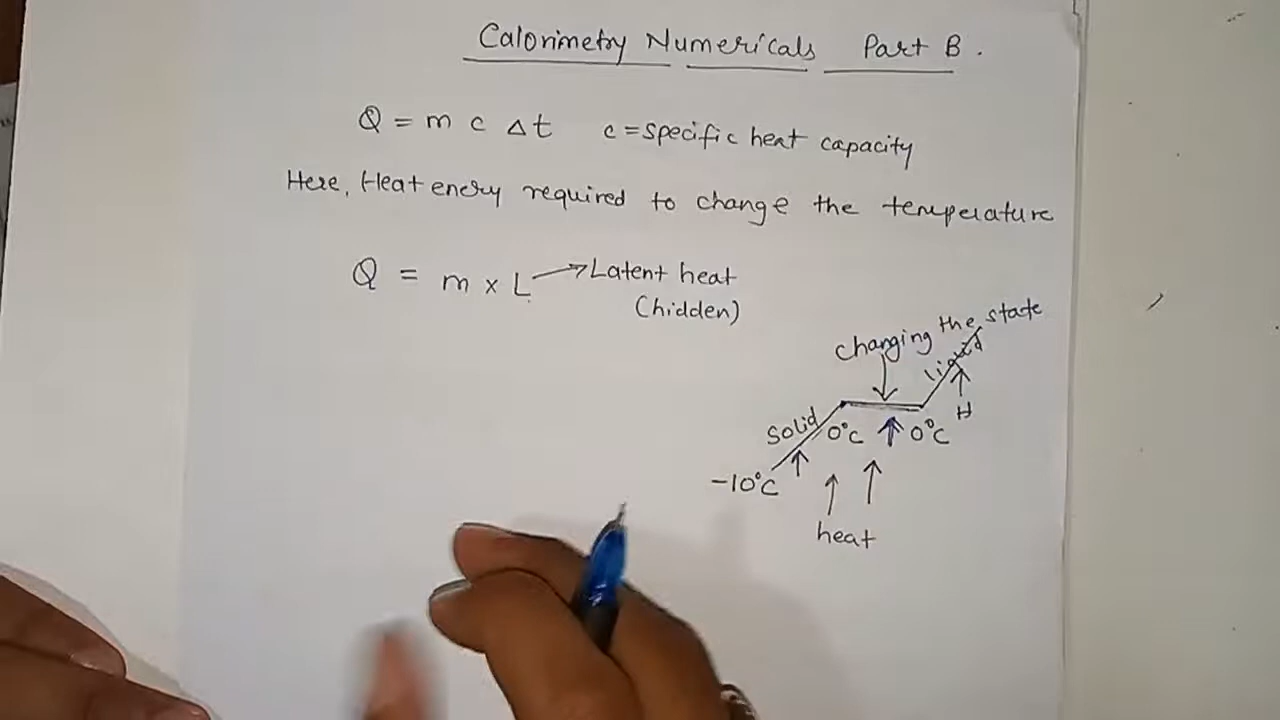 Calorimetry Numericals Part B.
Q = m c Δt c = specific heat capacity
Here, Heat enery required to change the temperature
Q = m × L → Latent heat
(hidden)
changing the state
liquid
solid
0°C 0°C H
-10°C
heat